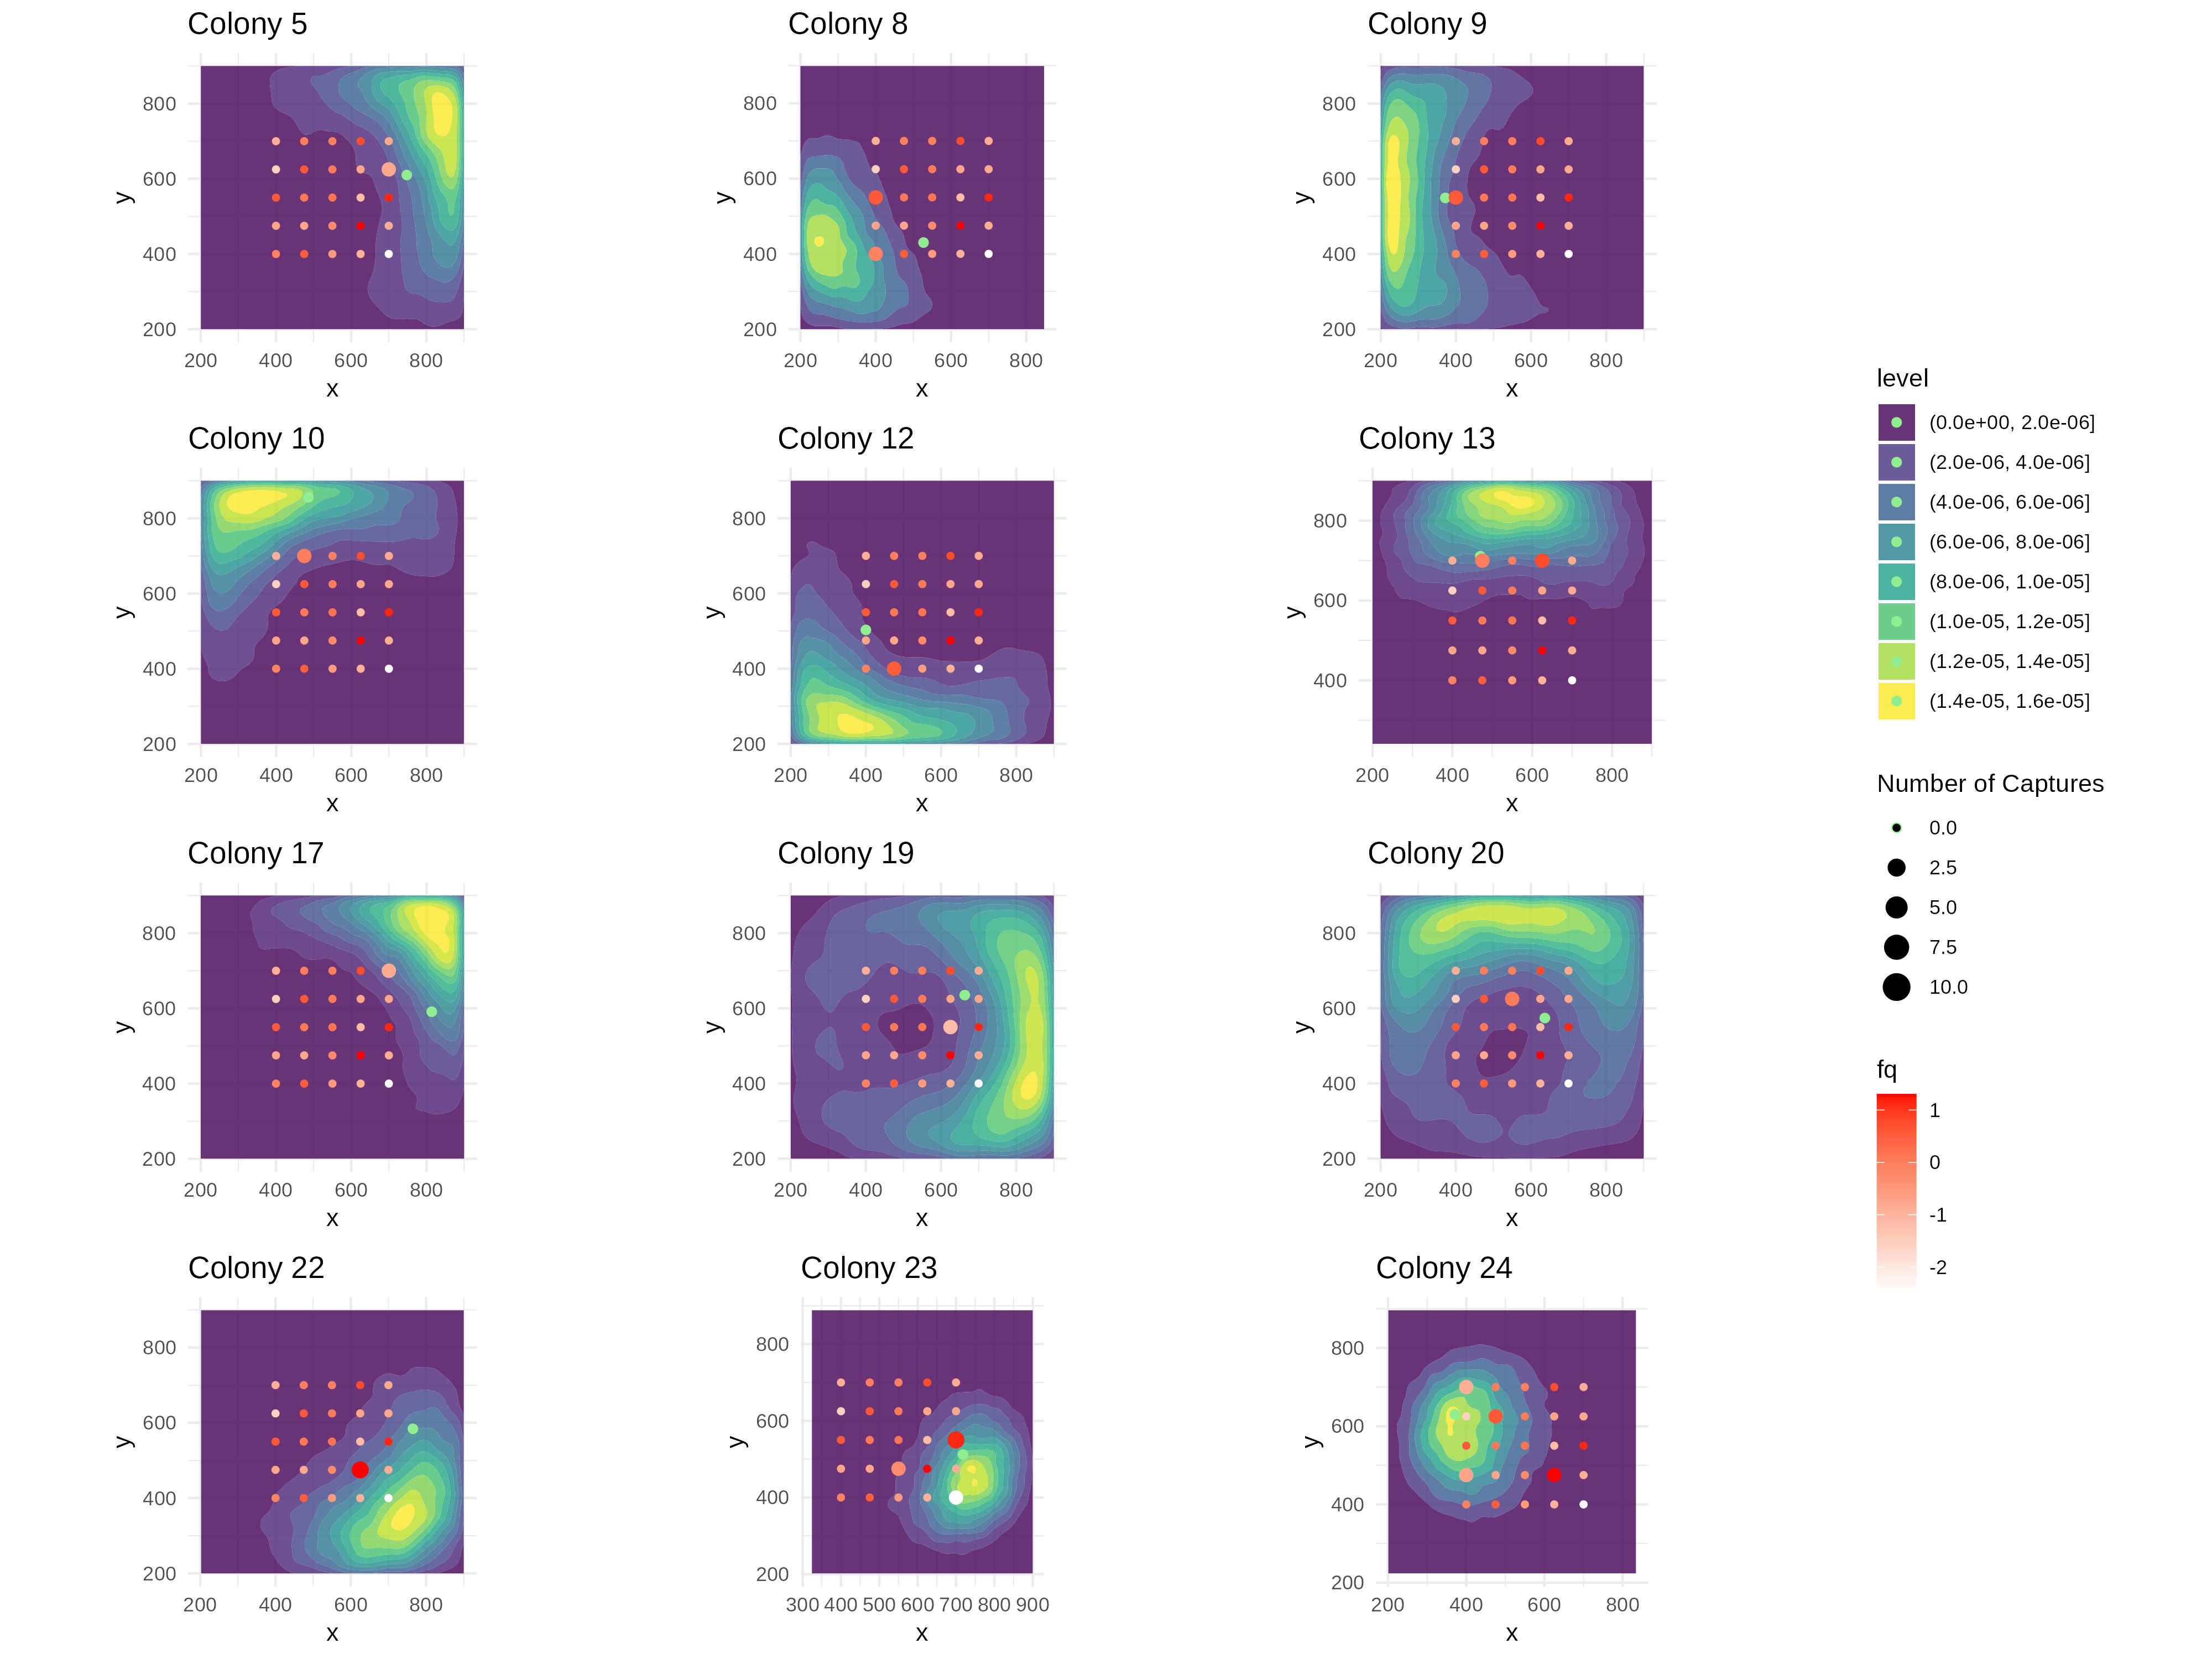 Colony 5 Colony 8 Colony 9
800 800 800
600 600 600
y y y
400 400 400
200 200 200
200 400 600 800 200 400 600 800 200 400 600 800
x x x
Colony 10 Colony 12 Colony 13
800 800 800
600 600 600
y y y
400 400 400
200 200
200 400 600 800 200 400 600 800 200 400 600 800
x x x
Colony 17 Colony 19 Colony 20
800 800 800
600 600 600
y y y
400 400 400
200 200 200
200 400 600 800 200 400 600 800 200 400 600 800
x x x
Colony 22 Colony 23 Colony 24
800 800 800
600 600 600
y y y
400 400 400
200 200 200
200 400 600 800 300 400 500 600 700 800 900 200 400 600 800
x x x
level
(0.0e+00, 2.0e-06]
(2.0e-06, 4.0e-06]
(4.0e-06, 6.0e-06]
(6.0e-06, 8.0e-06]
(8.0e-06, 1.0e-05]
(1.0e-05, 1.2e-05]
(1.2e-05, 1.4e-05]
(1.4e-05, 1.6e-05]
Number of Captures
0.0
2.5
5.0
7.5
10.0
fq
1
0
-1
-2